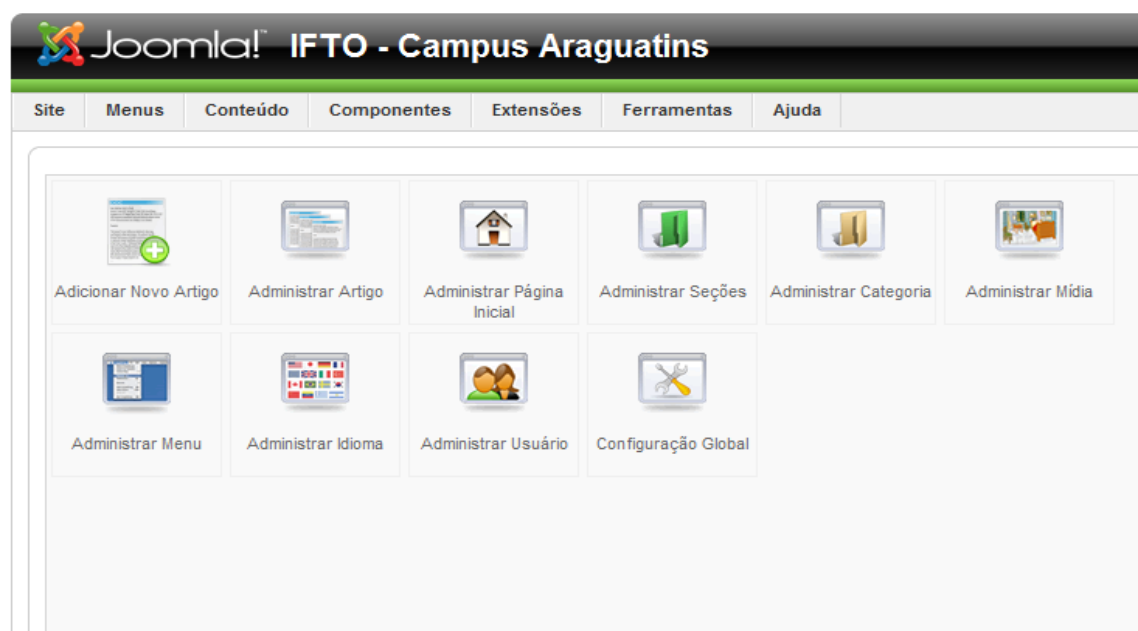 Joomla!™ IFTO - Campus Araguatins
Site Menus Conteúdo Componentes Extensões Ferramentas Ajuda
Adicionar Novo Artigo Administrar Artigo Administrar Página Inicial Administrar Seções Administrar Categoria Administrar Mídia
Administrar Menu Administrar Idioma Administrar Usuário Configuração Global